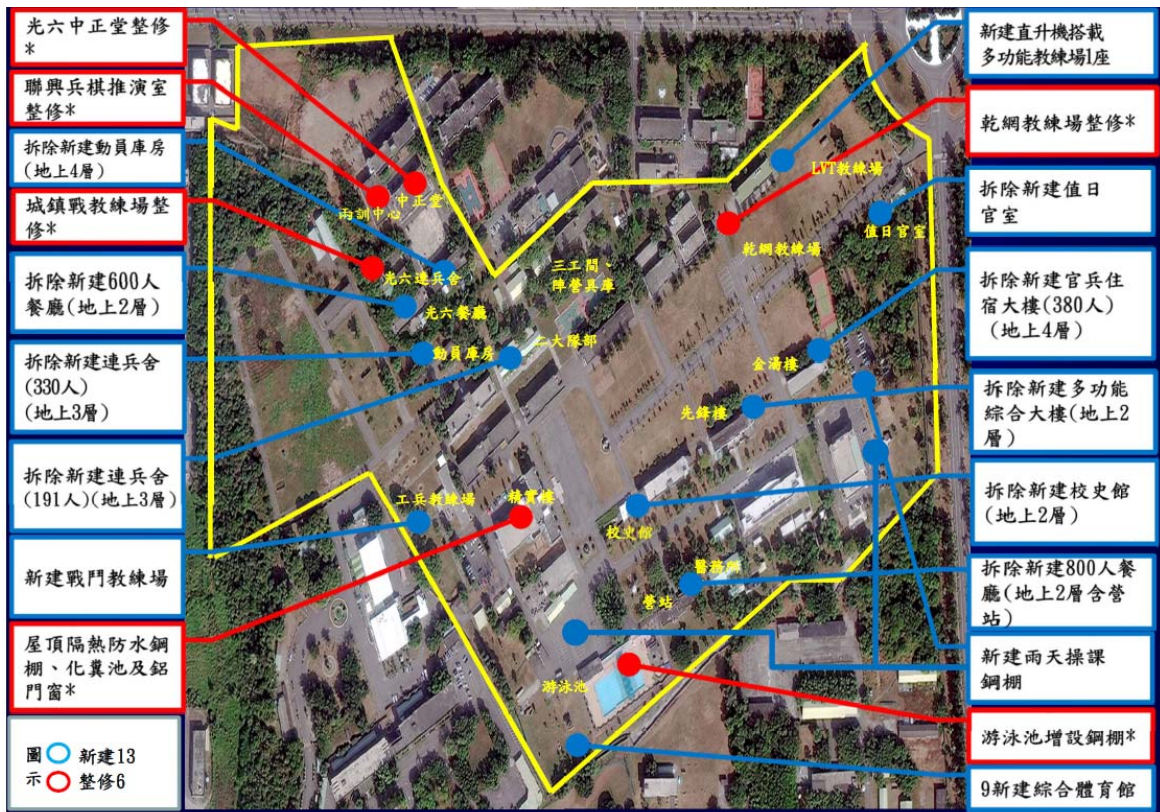 光六中正堂整修
*
聯興兵棋推演室
整修*
拆除新建動員庫房
(地上4層)
城鎮戰教練場整
修*
拆除新建600人
餐廳(地上2層)
拆除新建連兵舍
(330人)
(地上3層)
拆除新建連兵舍
(191人)(地上3層)
新建戰鬥教練場
屋頂隔熱防水鋼
棚、化糞池及鋁
門窗*
圖示
新建13
整修6
中正堂
兩訓中心
光六連兵舍
光六餐廳
動員庫房
二大隊部
三工間、
陣營具庫
LVT教練場
乾網教練場
值日官室
金湯樓
先鋒樓
工兵教練場
積實樓
校史館
醫務所
營站
游泳池
新建直升機搭載
多功能教練場1座
乾網教練場整修*
拆除新建值日
官室
拆除新建官兵住
宿大樓(380人)
(地上4層)
拆除新建多功能
綜合大樓(地上2
層)
拆除新建校史館
(地上2層)
拆除新建800人餐
廳(地上2層含營
站)
新建雨天操課
鋼棚
游泳池增設鋼棚*
9新建綜合體育館